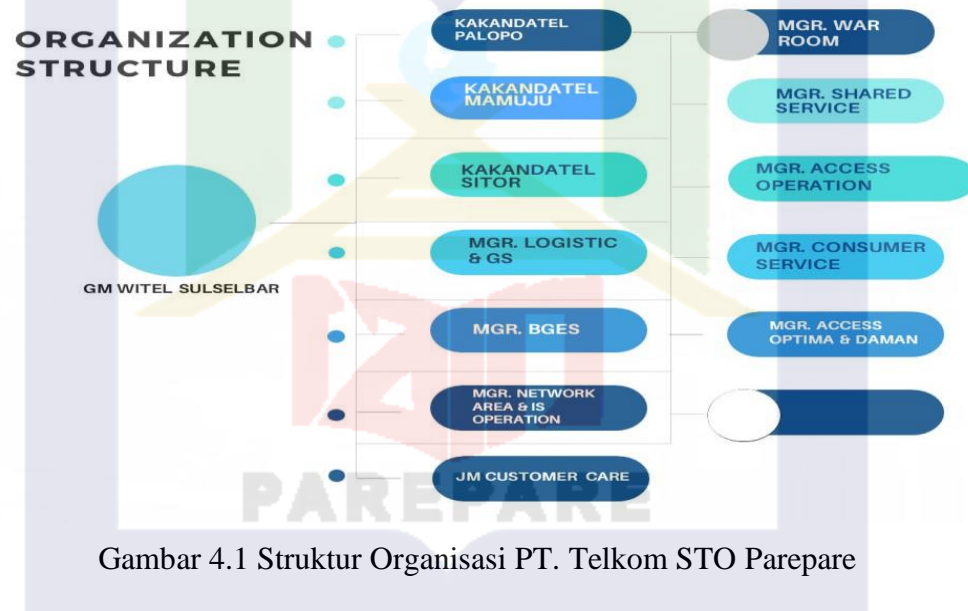 ORGANIZATION
STRUCTURE
GM WITEL SULSELBAR
KAKANDATEL
PALOPO
KAKANDATEL
MAMUJU
KAKANDATEL
SITOR
MGR. LOGISTIC
& GS
MGR. BGES
MGR. NETWORK
AREA & IS
OPERATION
JM CUSTOMER CARE
MGR. WAR
ROOM
MGR. SHARED
SERVICE
MGR. ACCESS
OPERATION
MGR. CONSUMER
SERVICE
MGR. ACCESS
OPTIMA & DAMAN
PAREPARE
Gambar 4.1 Struktur Organisasi PT. Telkom STO Parepare